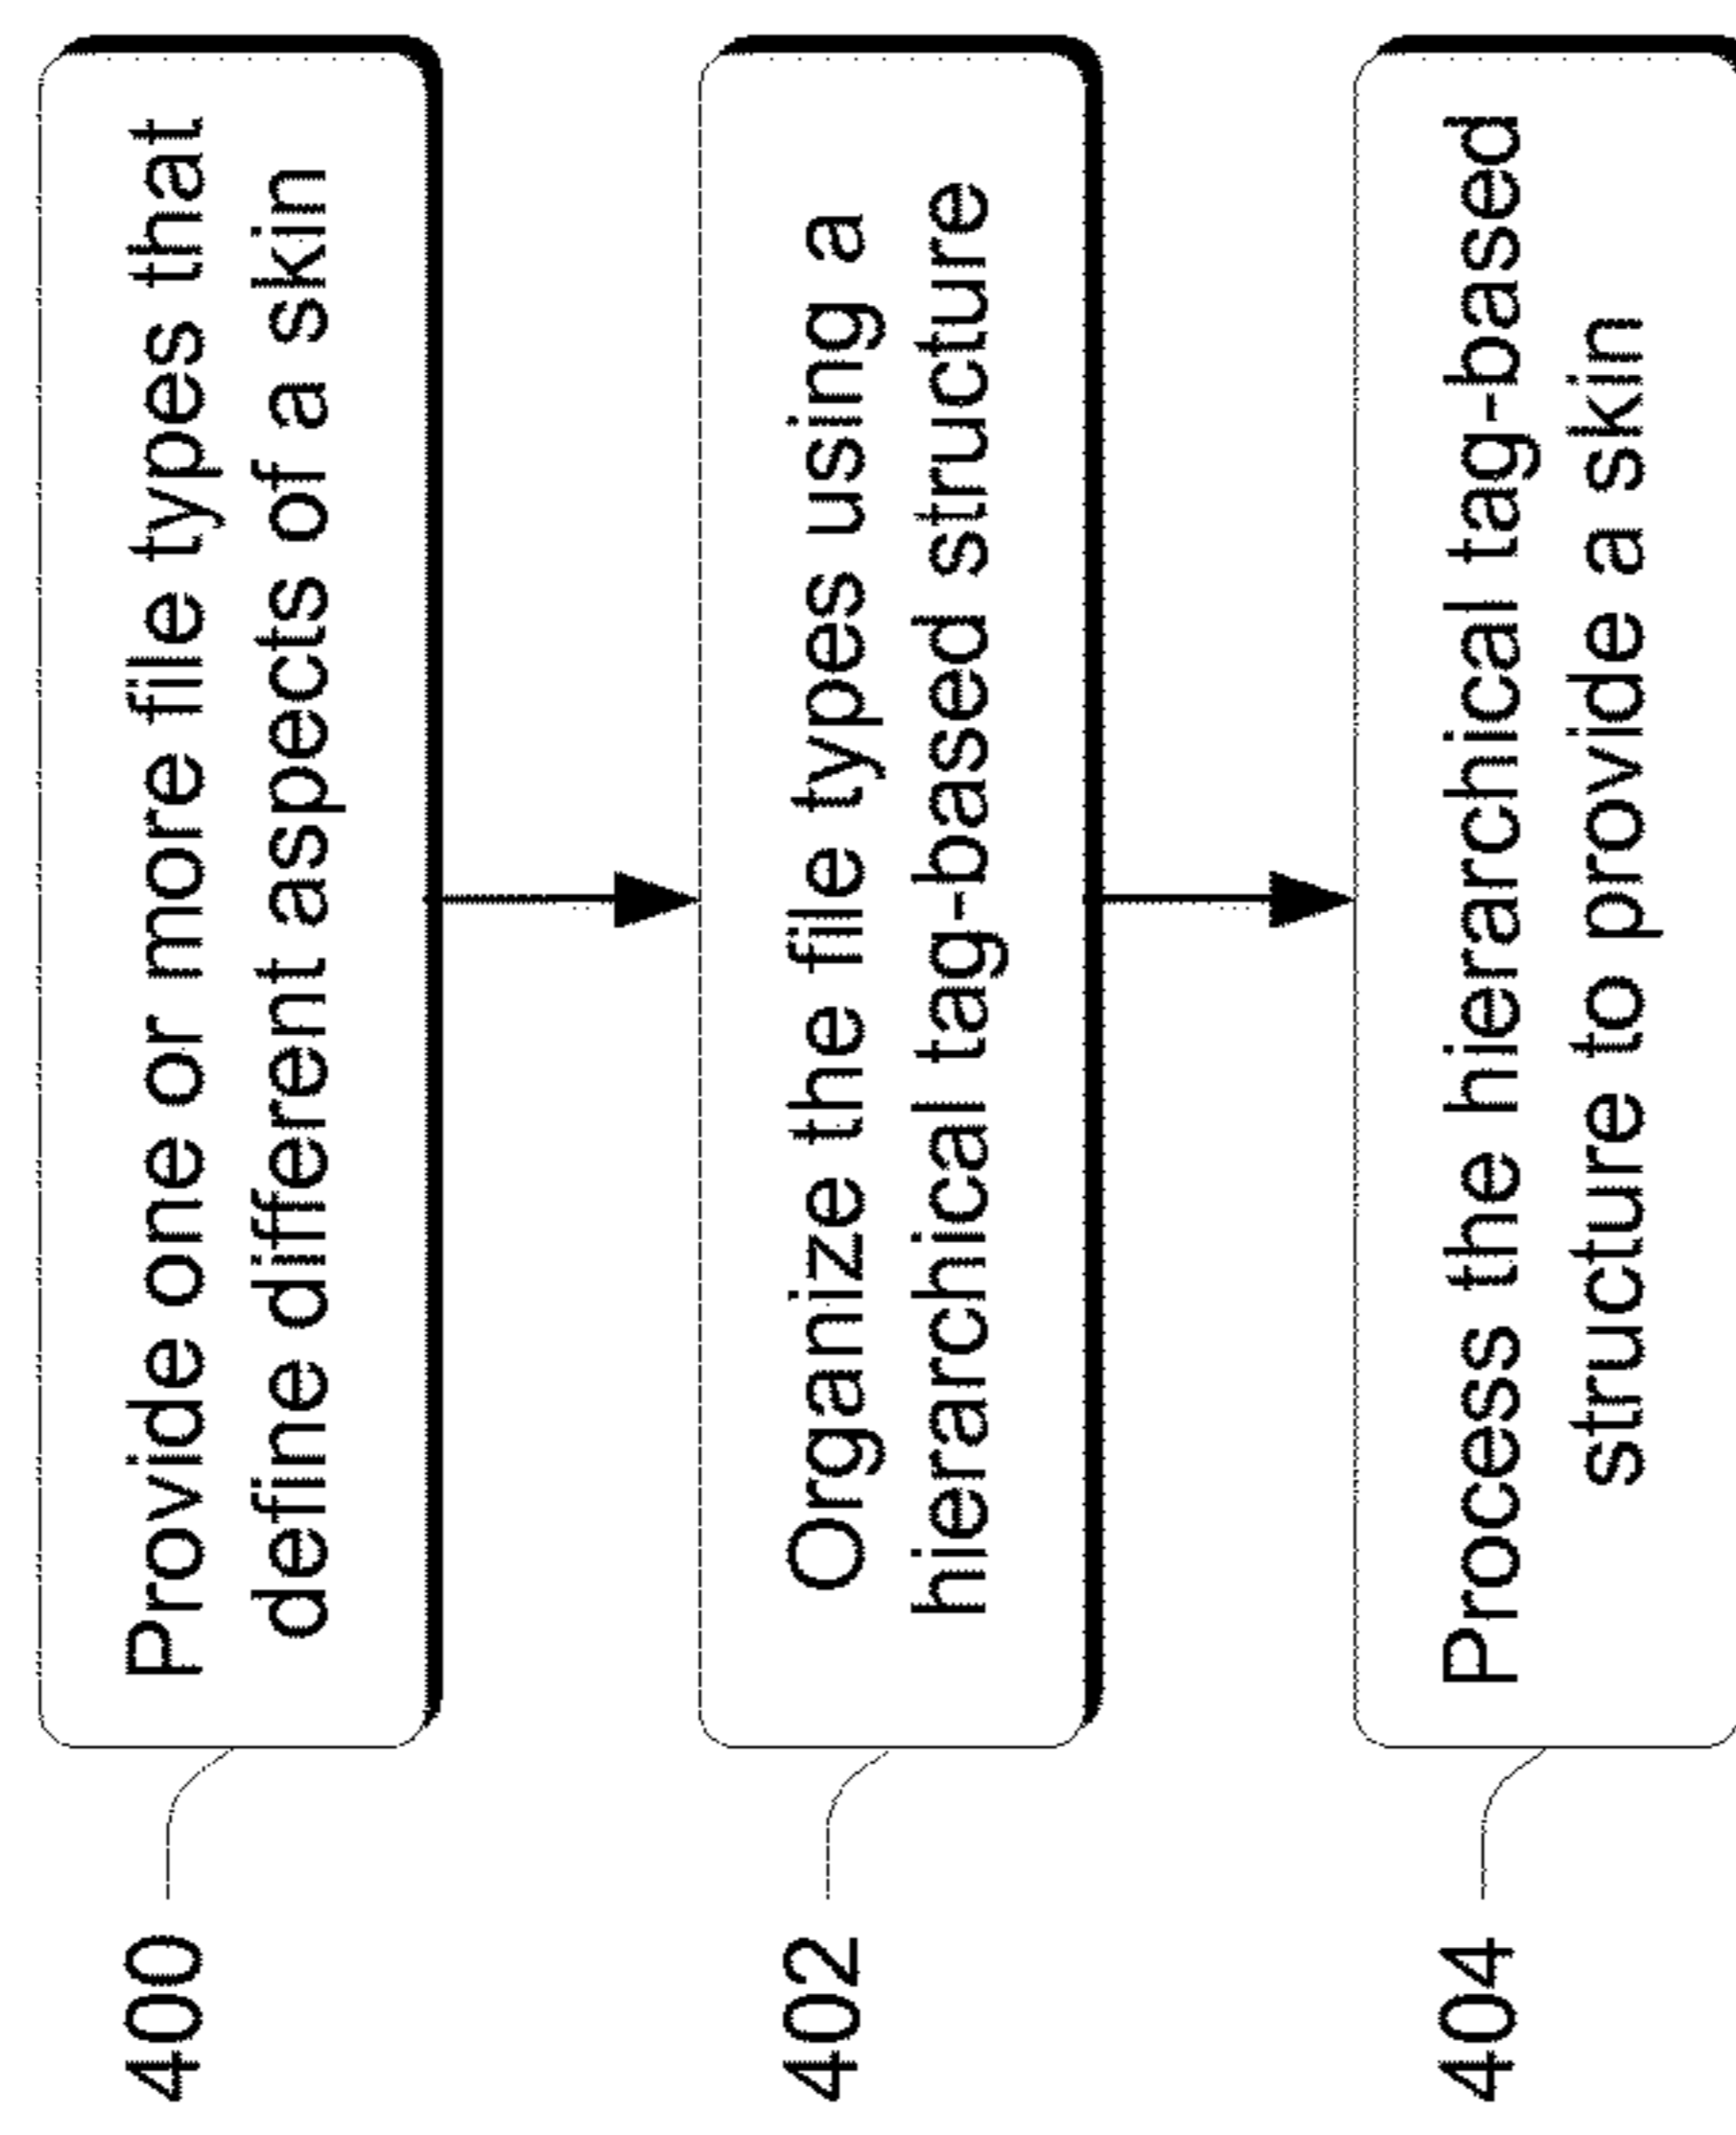 400
Provide one or more file types that
define different aspects of a skin
402
Organize the file types using a
hierarchical tag-based structure
404
Process the hierarchical tag-based
structure to provide a skin